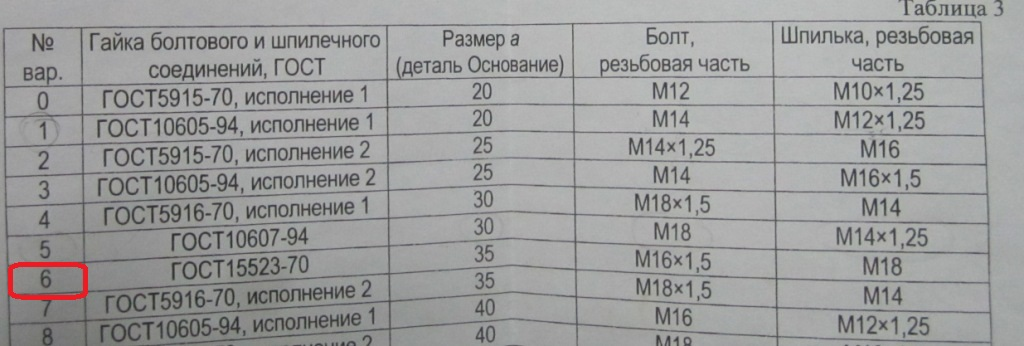 Таблица 3
№ вар. Гайка болтового и шпилечного соединений, ГОСТ Размер а (деталь Основание) Болт, резьбовая часть Шпилька, резьбовая часть
0 ГОСТ5915-70, исполнение 1 20 М12 М10×1,25
1 ГОСТ10605-94, исполнение 1 20 М14 М12×1,25
2 ГОСТ5915-70, исполнение 2 25 М14×1,25 М16
3 ГОСТ10605-94, исполнение 2 25 М14 М16×1,5
4 ГОСТ5916-70, исполнение 1 30 М18×1,5 М14
5 ГОСТ10607-94 30 М18 М14×1,25
6 ГОСТ15523-70 35 М16×1,5 М18
7 ГОСТ5916-70, исполнение 2 35 М18×1,5 М14
8 ГОСТ10605-94, исполнение 1 40 М16 М12×1,25
2 40 М18